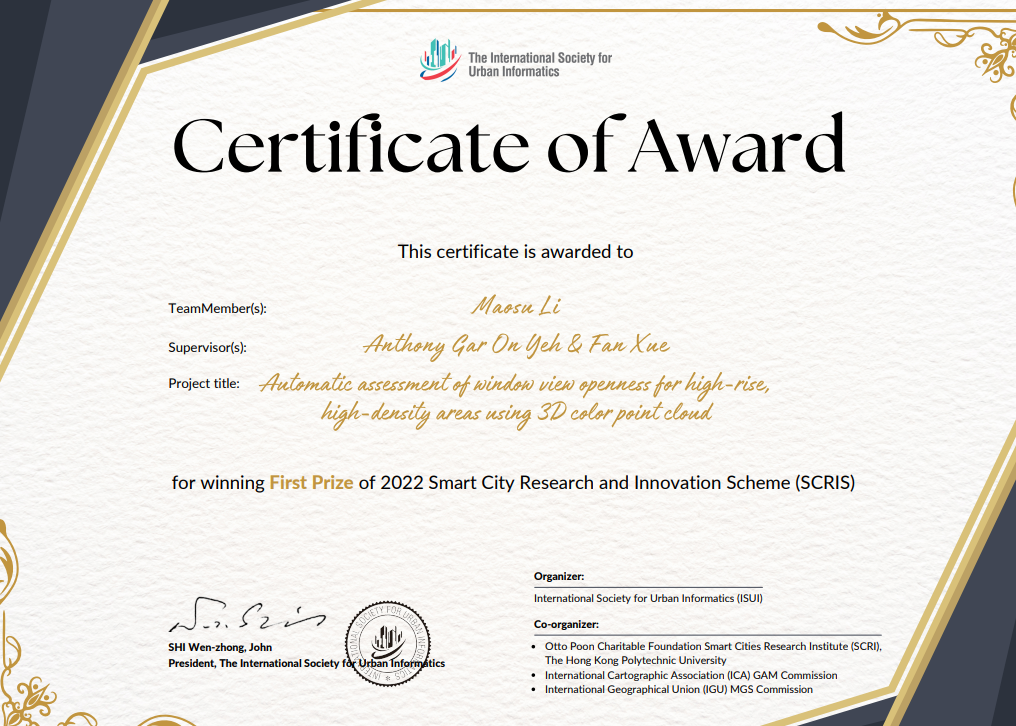 The International Society for
Urban Informatics
Certificate of Award
This certificate is awarded to
TeamMember(s):
Maosu Li
Supervisor(s):
Anthony Gar On Yeh & Fan Xue
Project title:
Automatic assessment of window view openness for high-rise,
high-density areas using 3D color point cloud
for winning First Prize of 2022 Smart City Research and Innovation Scheme (SCRIS)
SHI Wen-zhong, John
President, The International Society for Urban Informatics
INTERNATIONAL SOCIETY FOR URBAN INFORMATICS
Organizer:
International Society for Urban Informatics (ISUI)
Co-organizer:
• Otto Poon Charitable Foundation Smart Cities Research Institute (SCRI),
The Hong Kong Polytechnic University
• International Cartographic Association (ICA) GAM Commission
• International Geographical Union (IGU) MGS Commission